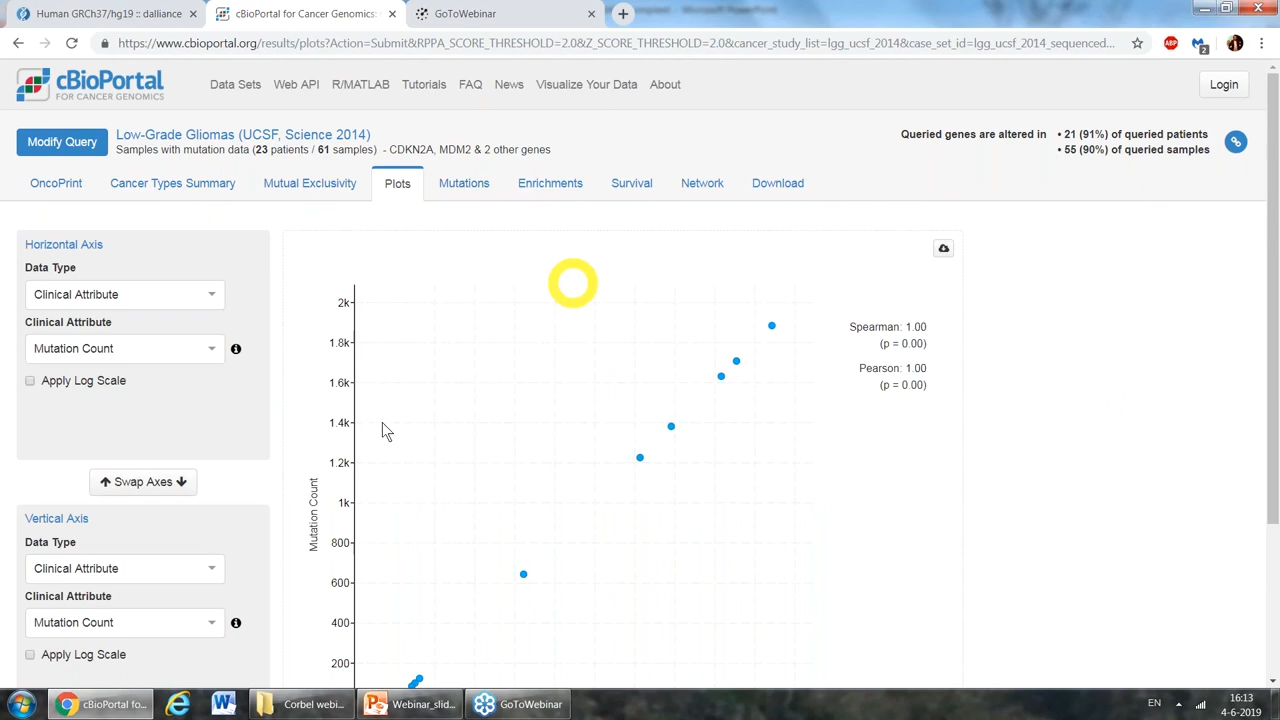 Human GRCh37/hg19 :: dalliance
cBioPortal for Cancer Genomics:
GoToWebinar
https://www.cbioportal.org/results/plots?Action=Submit&RPPA_SCORE_THRESHOLD=2.0&Z_SCORE_THRESHOLD=2.0&cancer_study_list=lgg_ucsf_2014&case_set_id=lgg_ucsf_2014_sequenced...
ABP
2
cBioPortal
FOR CANCER GENOMICS
Data Sets Web API R/MATLAB Tutorials FAQ News Visualize Your Data About
Login
Modify Query
Low-Grade Gliomas (UCSF, Science 2014)
Samples with mutation data (23 patients / 61 samples) - CDKN2A, MDM2 & 2 other genes
Queried genes are altered in • 21 (91%) of queried patients
• 55 (90%) of queried samples
OncoPrint Cancer Types Summary Mutual Exclusivity Plots Mutations Enrichments Survival Network Download
Horizontal Axis
Data Type
Clinical Attribute
Clinical Attribute
Mutation Count
Apply Log Scale
Swap Axes
Vertical Axis
Data Type
Clinical Attribute
Clinical Attribute
Mutation Count
Apply Log Scale
2k
1.8k
1.6k
1.4k
1.2k
1k
800
600
400
200
Mutation Count
Spearman: 1.00
(p = 0.00)
Pearson: 1.00
(p = 0.00)
cBioPortal fo...
Corbel webi...
Webinar_slid...
GoToWebinar
EN
16:13
4-6-2019